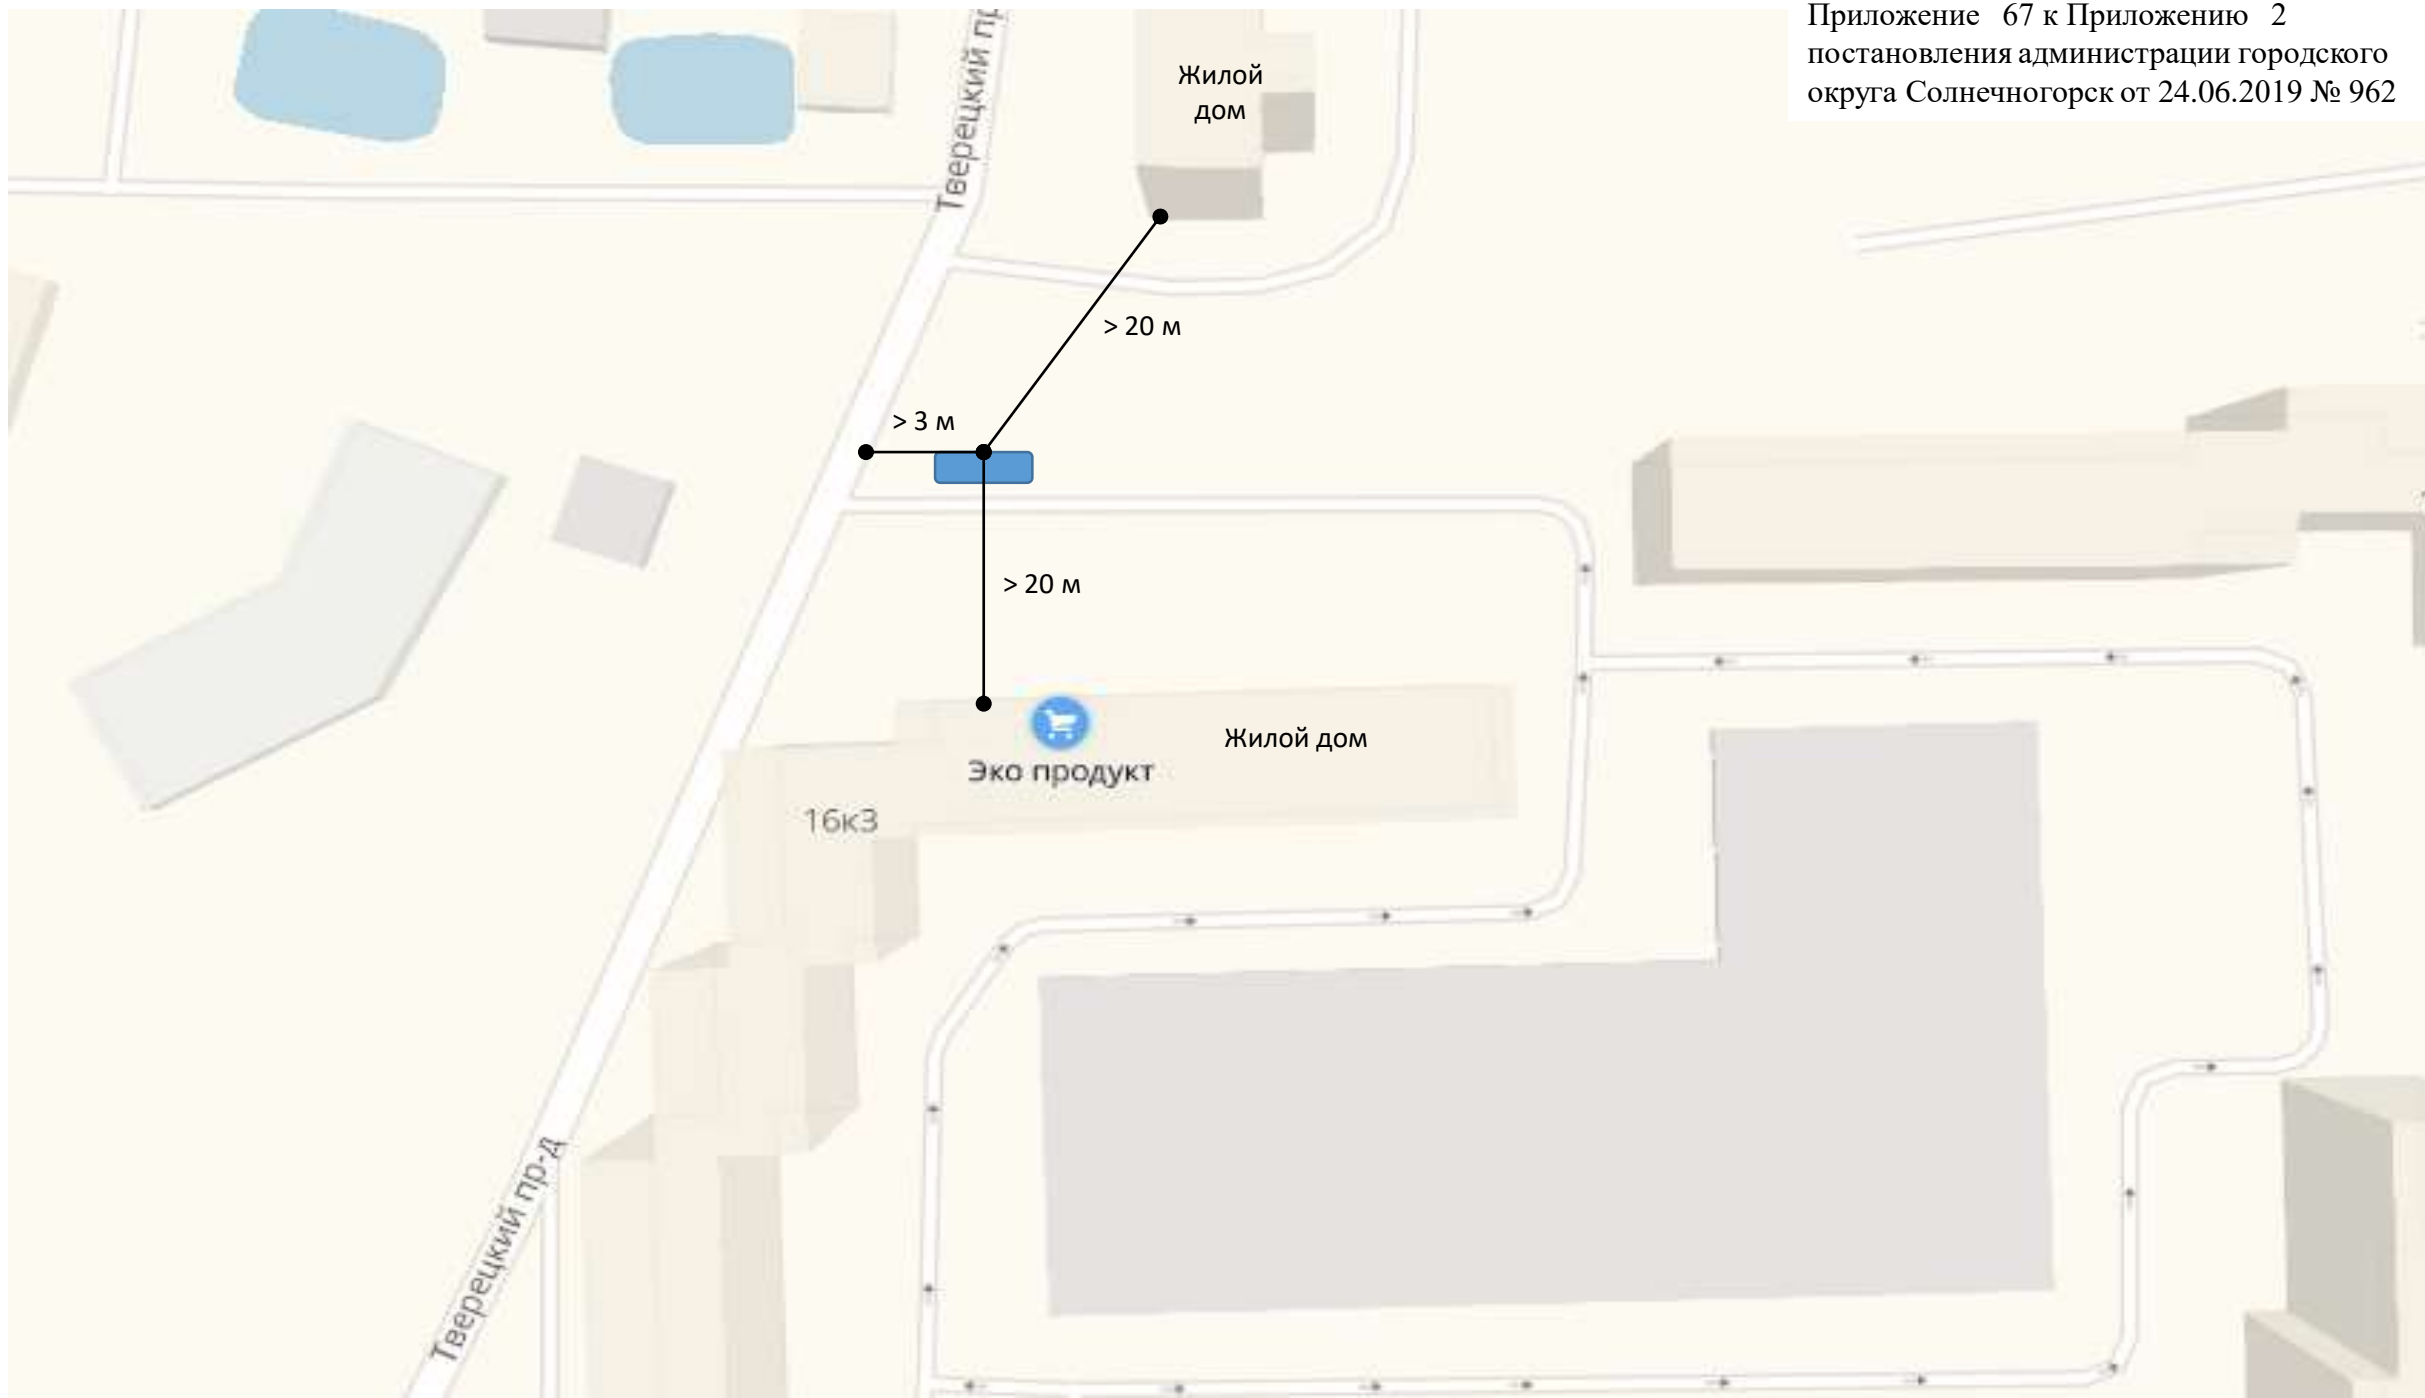 Приложение 67 к Приложению 2
постановления администрации городского
округа Солнечногорск от 24.06.2019 № 962
Тверецкий пр
Жилой
дом
> 20 м
> 3 м
> 20 м
Жилой дом
Эко продукт
16к3
Тверецкий пр-д